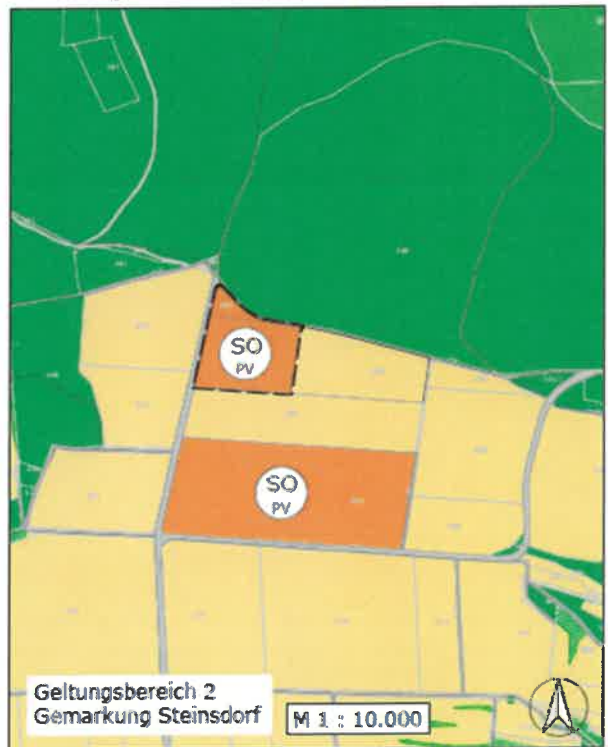 SO
PV
SO
PV
Geltungsbereich 2
Gemarkung Steinsdorf
M 1 : 10.000